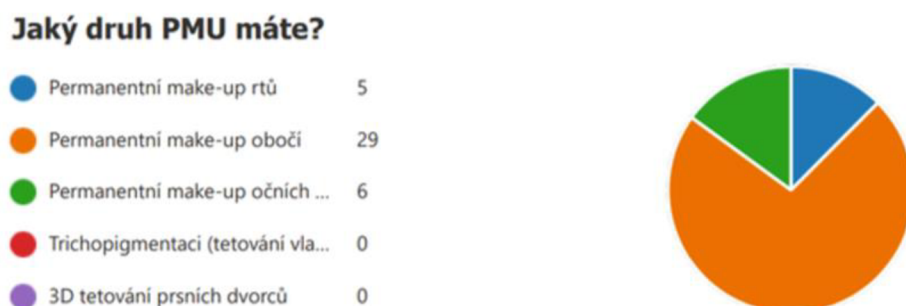 Jaký druh PMU máte?
Permanentní make-up rtů 5
Permanentní make-up obočí 29
Permanentní make-up očních ... 6
Trichopigmentaci (tetování vla... 0
3D tetování prsních dvorců 0